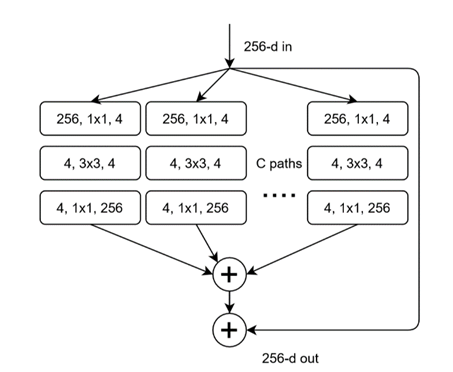 256-d in
256, 1x1, 4
256, 1x1, 4
256, 1x1, 4
4, 3x3, 4
4, 3x3, 4
C paths
4, 3x3, 4
4, 1x1, 256
4, 1x1, 256
....
4, 1x1, 256
+
+
256-d out